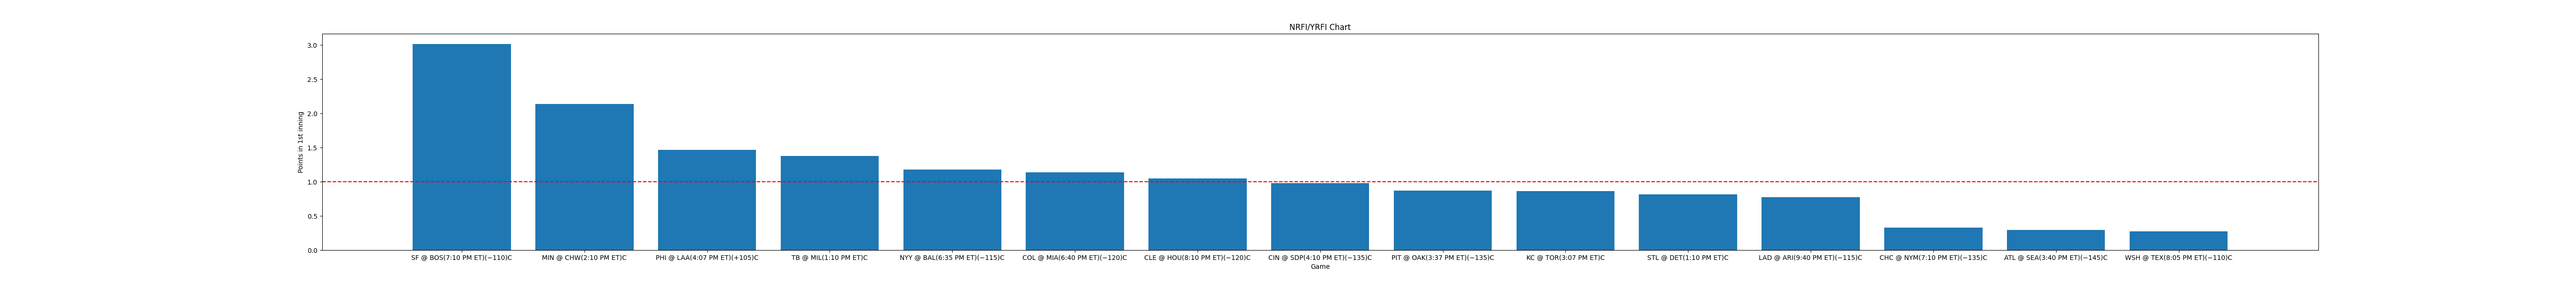 NRFI/YRFI Chart
Points in 1st inning
3.0
2.5
2.0
1.5
1.0
0.5
0.0
SF @ BOS(7:10 PM ET)(−110)C
MIN @ CHW(2:10 PM ET)C
PHI @ LAA(4:07 PM ET)(+105)C
TB @ MIL(1:10 PM ET)C
NYY @ BAL(6:35 PM ET)(−115)C
COL @ MIA(6:40 PM ET)(−120)C
CLE @ HOU(8:10 PM ET)(−120)C
CIN @ SDP(4:10 PM ET)(−135)C
PIT @ OAK(3:37 PM ET)(−135)C
KC @ TOR(3:07 PM ET)C
STL @ DET(1:10 PM ET)C
LAD @ ARI(9:40 PM ET)(−115)C
CHC @ NYM(7:10 PM ET)(−135)C
ATL @ SEA(3:40 PM ET)(−145)C
WSH @ TEX(8:05 PM ET)(−110)C
Game